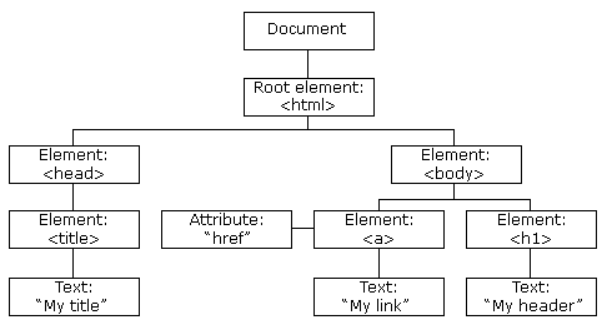 Document
Root element:
<html>
Element:
<head>
Element:
<body>
Element:
<title>
Attribute:
“href”
Element:
<a>
Element:
<h1>
Text:
“My title”
Text:
“My link”
Text:
“My header”